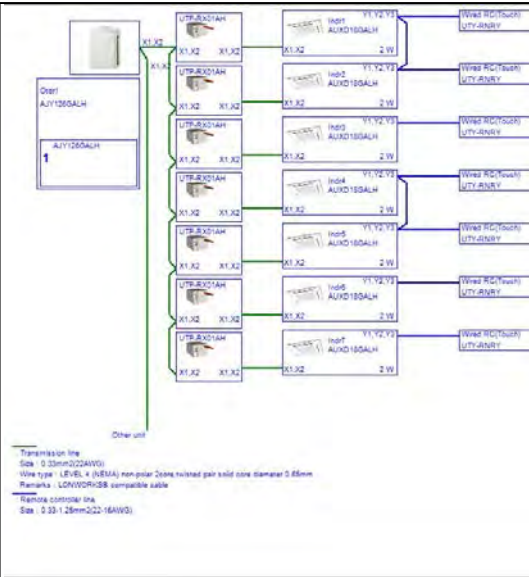 X1,X2
X1,X2
Otdr1
AJY126GALH
AJY126GALH
1
UTP-RX01AH
X1,X2 X1,X2
Indr1
AUXD18GALH
Y1,Y2,Y3
X1,X2 2 W
Wired RC(Touch)
UTY-RNRY
UTP-RX01AH
X1,X2 X1,X2
Indr2
AUXD18GALH
Y1,Y2,Y3
X1,X2 2 W
Wired RC(Touch)
UTY-RNRY
UTP-RX01AH
X1,X2 X1,X2
Indr3
AUXD18GALH
Y1,Y2,Y3
X1,X2 2 W
Wired RC(Touch)
UTY-RNRY
UTP-RX01AH
X1,X2 X1,X2
Indr4
AUXD18GALH
Y1,Y2,Y3
X1,X2 2 W
Wired RC(Touch)
UTY-RNRY
UTP-RX01AH
X1,X2 X1,X2
Indr5
AUXD18GALH
Y1,Y2,Y3
X1,X2 2 W
Wired RC(Touch)
UTY-RNRY
UTP-RX01AH
X1,X2 X1,X2
Indr6
AUXD18GALH
Y1,Y2,Y3
X1,X2 2 W
Wired RC(Touch)
UTY-RNRY
UTP-RX01AH
X1,X2 X1,X2
Indr7
AUXD18GALH
Y1,Y2,Y3
X1,X2 2 W
Wired RC(Touch)
UTY-RNRY
Other unit
Transmission line
Size : 0.33mm2(22AWG)
Wire type : LEVEL 4 (NEMA) non-polar 2core,twisted pair solid core diameter 0.65mm
Remarks : LONWORKS® compatible cable
Remote controller line
Size : 0.33-1.25mm2(22-16AWG)